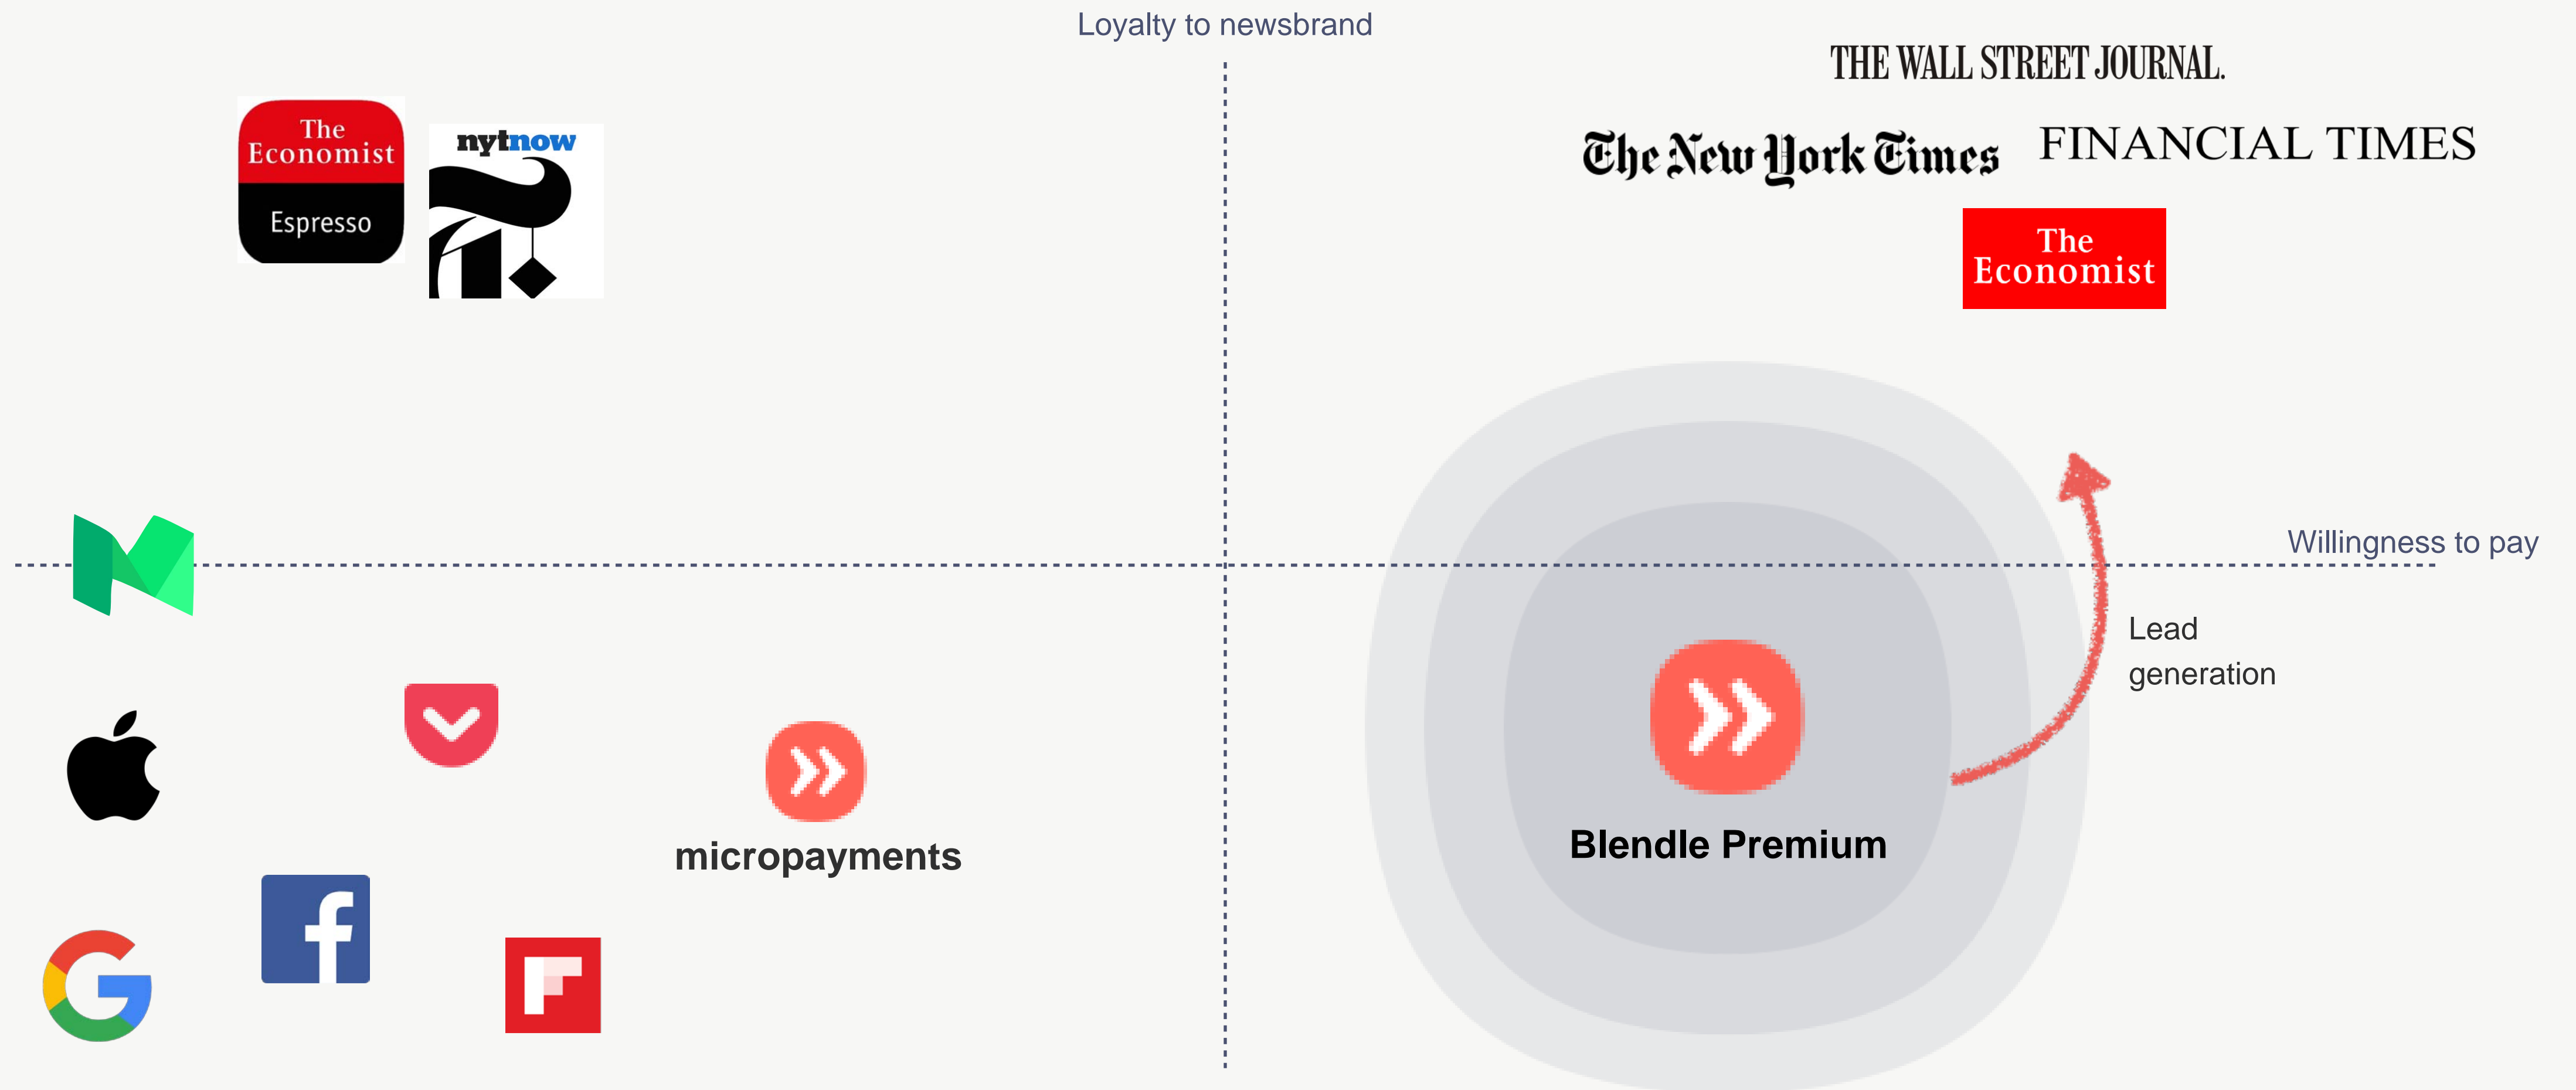 Loyalty to newsbrand
THE WALL STREET JOURNAL.
The
Economist
Espresso
nytnow
The New York Times
FINANCIAL TIMES
The
Economist
Willingness to pay
Lead
generation
micropayments
Blendle Premium